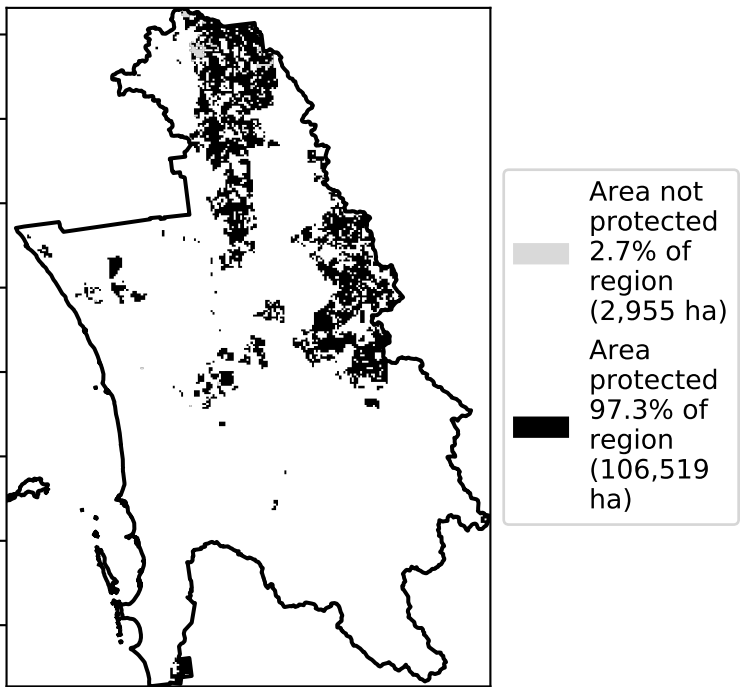 Area not
protected
2.7% of
region
(2,955 ha)
Area
protected
97.3% of
region
(106,519
ha)